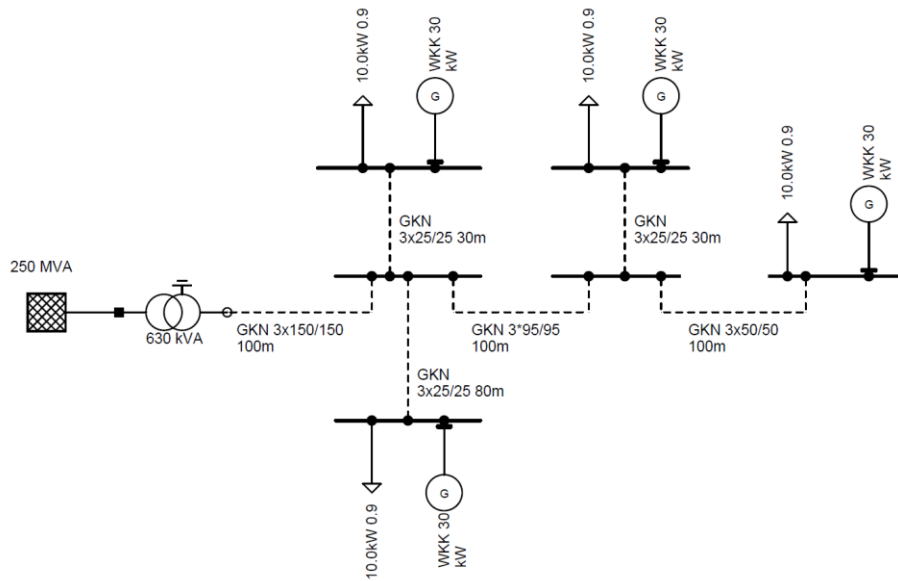 10.0kW 0.9
WKK 30
kW
G
10.0kW 0.9
WKK 30
kW
G
10.0kW 0.9
WKK 30
kW
G
GKN
3x25/25 30m
GKN
3x25/25 30m
250 MVA
630 kVA
GKN 3x150/150
100m
GKN 3*95/95
100m
GKN 3x50/50
100m
GKN
3x25/25 80m
10.0kW 0.9
G
WKK 30
kW